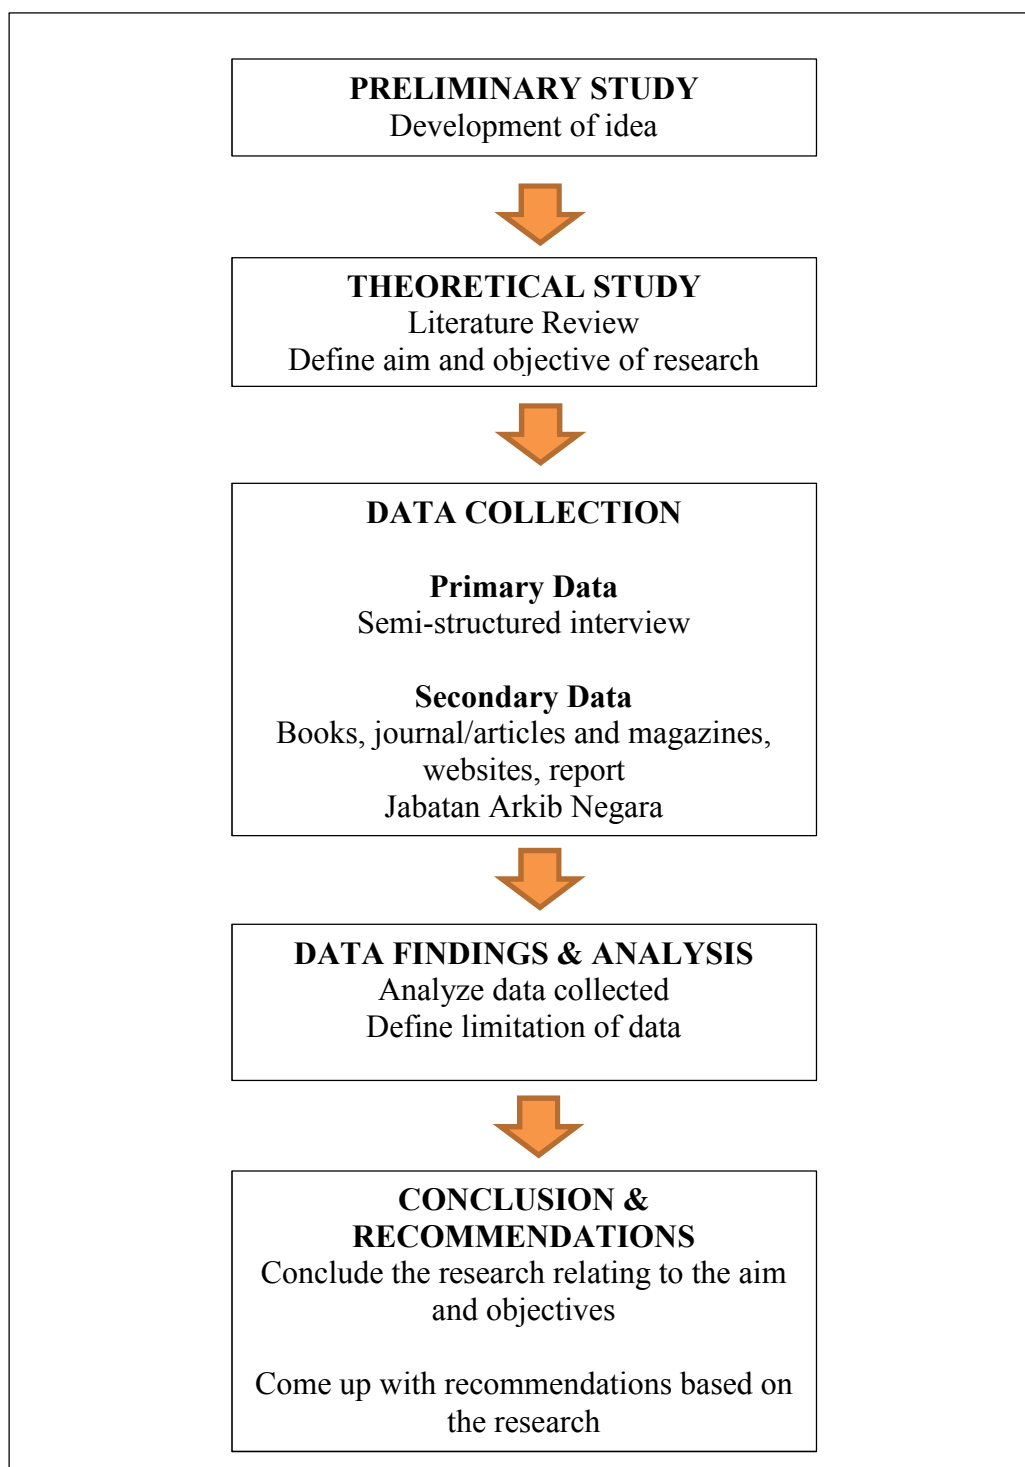 PRELIMINARY STUDY
Development of idea
THEORETICAL STUDY
Literature Review
Define aim and objective of research
DATA COLLECTION
Primary Data
Semi-structured interview
Secondary Data
Books, journal/articles and magazines,
websites, report
Jabatan Arkib Negara
DATA FINDINGS & ANALYSIS
Analyze data collected
Define limitation of data
CONCLUSION &
RECOMMENDATIONS
Conclude the research relating to the aim
and objectives
Come up with recommendations based on
the research